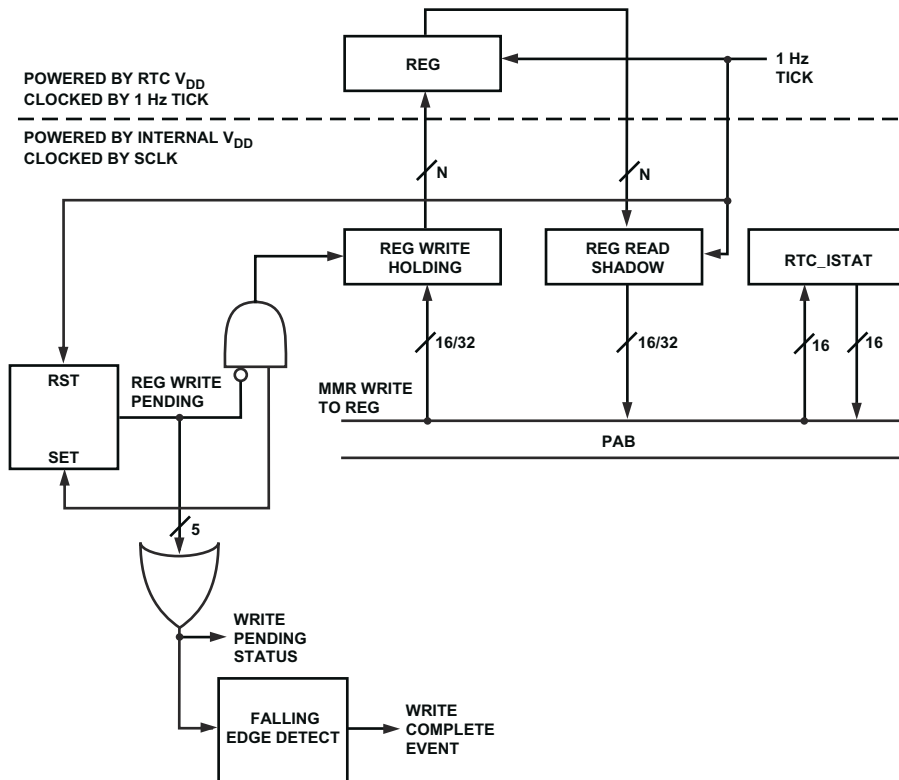 REG
1 Hz
TICK
POWERED BY RTC VDD
CLOCKED BY 1 Hz TICK
POWERED BY INTERNAL VDD
CLOCKED BY SCLK
N
N
REG WRITE
HOLDING
REG READ
SHADOW
RTC_ISTAT
16/32
16/32
16
16
RST
REG WRITE
PENDING
MMR WRITE
TO REG
SET
PAB
5
WRITE
PENDING
STATUS
FALLING
EDGE DETECT
WRITE
COMPLETE
EVENT